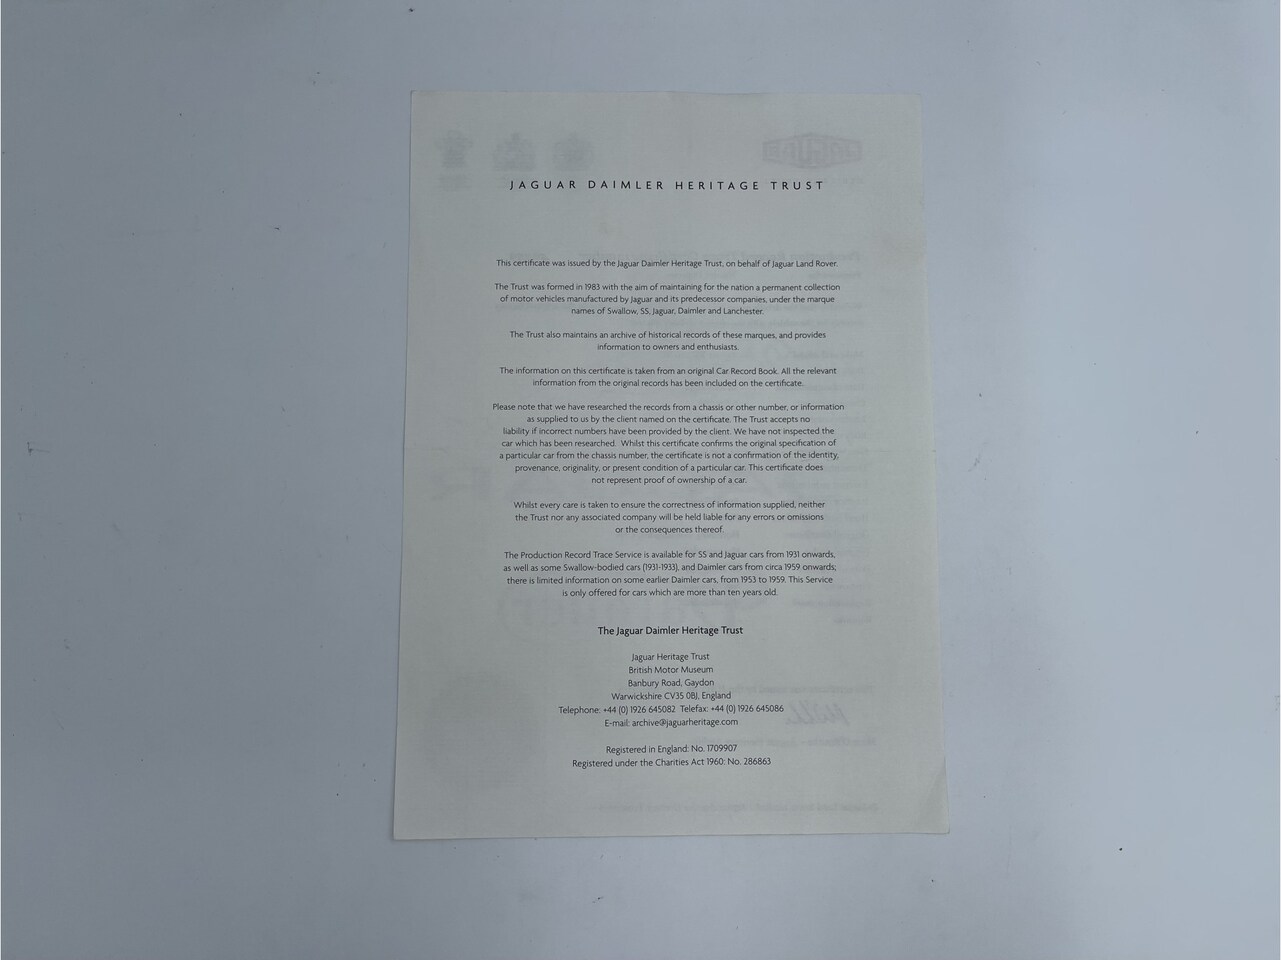 JAGUAR DAIMLER HERITAGE TRUST
This certificate was issued by the Jaguar Daimler Heritage Trust, on behalf of Jaguar Land Rover.
The Trust was formed in 1983 with the aim of maintaining for the nation a permanent collection
of motor vehicles manufactured by Jaguar and its predecessor companies, under the marque
names of Swallow, SS, Jaguar, Daimler and Lanchester.
The Trust also maintains an archive of historical records of these marques, and provides
information to owners and enthusiasts.
The information on this certificate is taken from an original Car Record Book. All the relevant
information from the original records has been included on the certificate.
Please note that we have researched the records from a chassis or other number, or information
as supplied to us by the client named on the certificate. The Trust accepts no
liability if incorrect numbers have been provided by the client. We have not inspected the
car which has been researched. Whilst this certificate confirms the original specification of
a particular car from the chassis number, the certificate is not a confirmation of the identity,
provenance, originality, or present condition of a particular car. This certificate does
not represent proof of ownership of a car.
Whilst every care is taken to ensure the correctness of information supplied, neither
the Trust nor any associated company will be held liable for any errors or omissions
or the consequences thereof.
The Production Record Trace Service is available for SS and Jaguar cars from 1931 onwards,
as well as some Swallow-bodied cars (1931-1933), and Daimler cars from circa 1959 onwards;
there is limited information on some earlier Daimler cars, from 1953 to 1959. This Service
is only offered for cars which are more than ten years old.
The Jaguar Daimler Heritage Trust
Jaguar Heritage Trust
British Motor Museum
Banbury Road, Gaydon
Warwickshire CV35 0BJ, England
Telephone: +44 (0) 1926 645082 Telefax: +44 (0) 1926 645086
E-mail: archive@jaguarheritage.com
Registered in England: No. 1709907
Registered under the Charities Act 1960: No. 286863